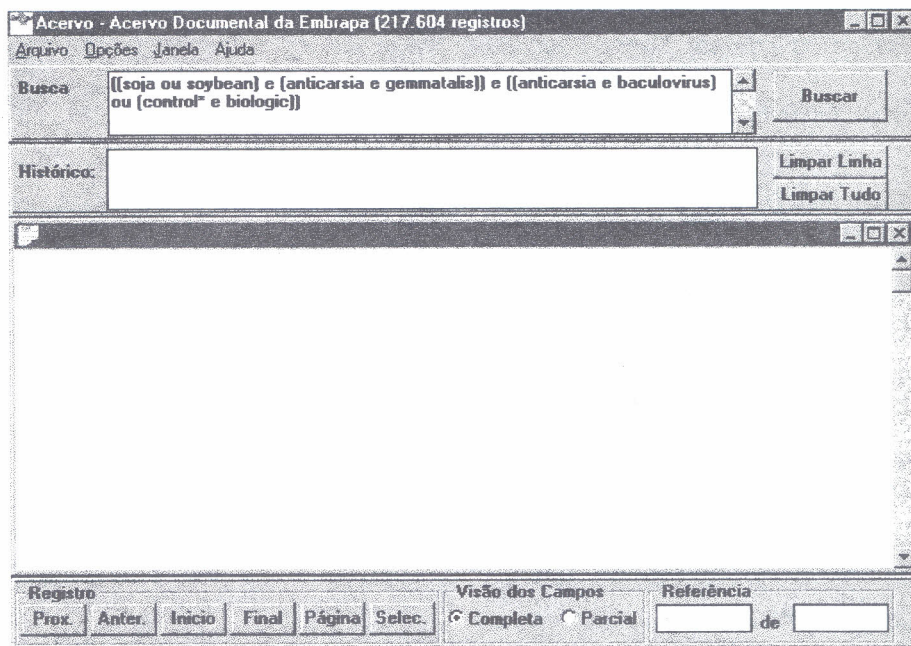 Acervo - Acervo Documental da Embrapa (217.604 registros)
Arquivo Opções Janela Ajuda
Busca
((soja ou soybean) e (anticarsia e gemmatalis)) e ((anticarsia e baculovirus)
ou (control* e biologic))
Buscar
Histórico:
Limpar Linha
Limpar Tudo
Registro
Prox. Anter. Inicio Final Página Selec.
Visão dos Campos
Completa Parcial
Referência
de